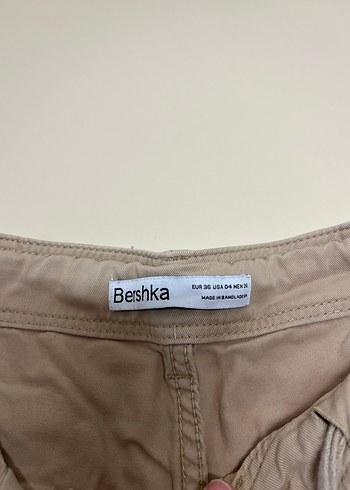 Bershka
EUR 36 USA 04 MEX 26
MADE IN BANGLADESH